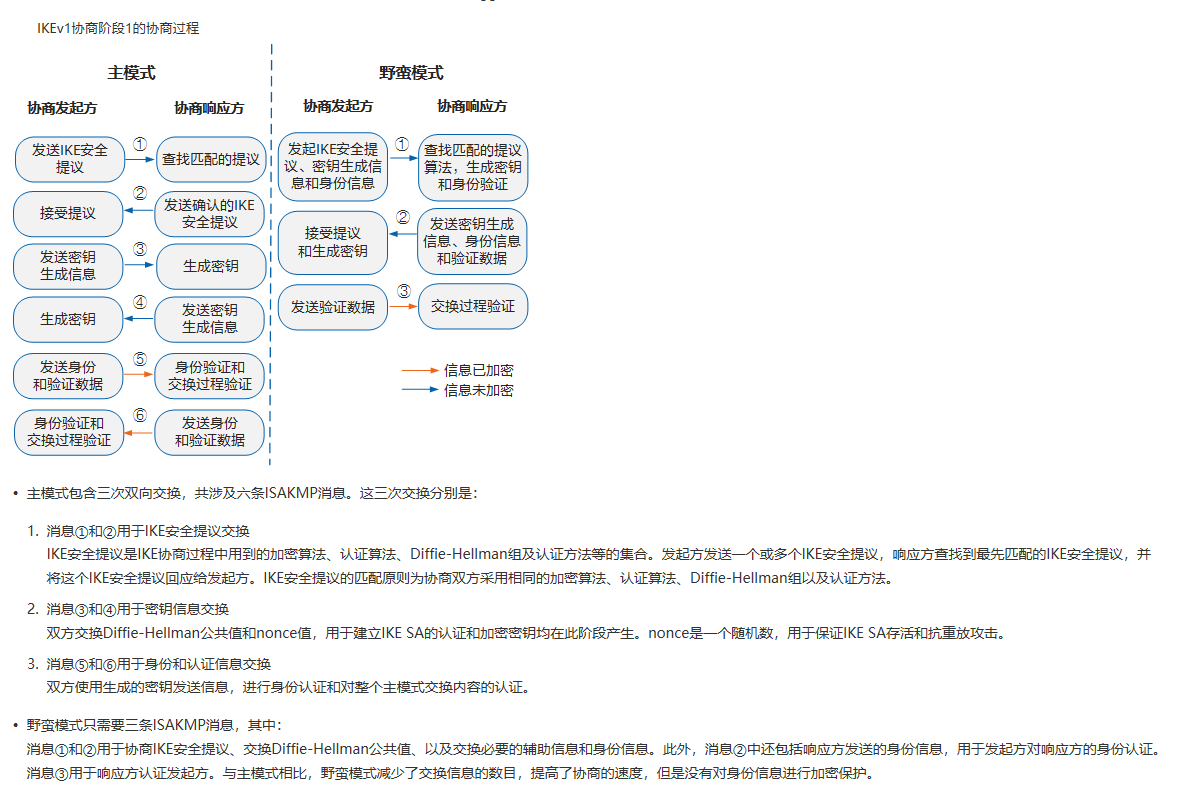 IKEv1协商阶段1的协商过程
主模式
协商发起方
协商响应方
发送IKE安全
提议
①
查找匹配的提议
接受提议
②
发送确认的IKE
安全提议
发送密钥
生成信息
③
生成密钥
生成密钥
④
发送密钥
生成信息
发送身份
和验证数据
⑤
身份验证和
交换过程验证
身份验证和
交换过程验证
⑥
发送身份
和验证数据
野蛮模式
协商发起方
协商响应方
发起IKE安全提
议、密钥生成信
息和身份信息
①
查找匹配的提议
算法，生成密钥
和身份验证
接受提议
和生成密钥
②
发送密钥生成
信息、身份信息
和验证数据
发送验证数据
③
交换过程验证
信息已加密
信息未加密
• 主模式包含三次双向交换，共涉及六条ISAKMP消息。这三次交换分别是：
1. 消息①和②用于IKE安全提议交换
IKE安全提议是IKE协商过程中用到的加密算法、认证算法、Diffie-Hellman组及认证方法等的集合。发起方发送一个或多个IKE安全提议，响应方查找到最先匹配的IKE安全提议，并
将这个IKE安全提议回应给发起方。IKE安全提议的匹配原则为协商双方采用相同的加密算法、认证算法、Diffie-Hellman组以及认证方法。
2. 消息③和④用于密钥信息交换
双方交换Diffie-Hellman公共值和nonce值，用于建立IKE SA的认证和加密密钥均在此阶段产生。nonce是一个随机数，用于保证IKE SA存活和抗重放攻击。
3. 消息⑤和⑥用于身份和认证信息交换
双方使用生成的密钥发送信息，进行身份认证和对整个主模式交换内容的认证。
• 野蛮模式只需要三条ISAKMP消息，其中：
消息①和②用于协商IKE安全提议、交换Diffie-Hellman公共值、以及交换必要的辅助信息和身份信息。此外，消息②中还包括响应方发送的身份信息，用于发起方对响应方的身份认证。
消息③用于响应方认证发起方。与主模式相比，野蛮模式减少了交换信息的数目，提高了协商的速度，但是没有对身份信息进行加密保护。